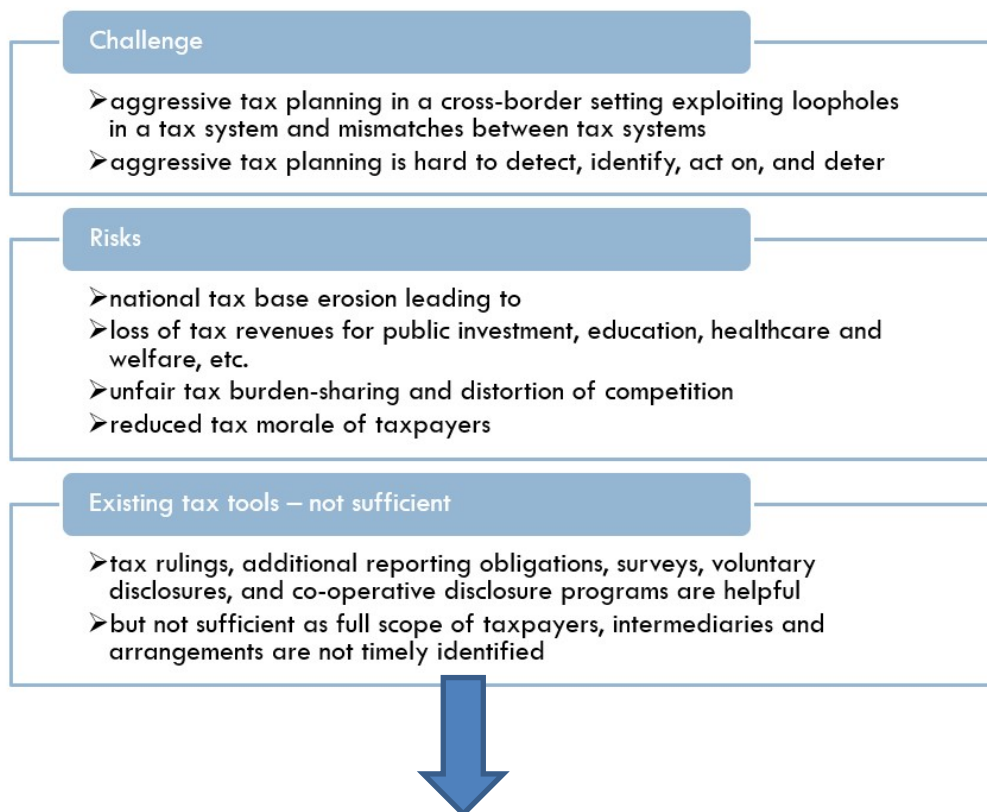 Challenge
➢aggressive tax planning in a cross-border setting exploiting loopholes
in a tax system and mismatches between tax systems
➢aggressive tax planning is hard to detect, identify, act on, and deter
Risks
➢national tax base erosion leading to
➢loss of tax revenues for public investment, education, healthcare and
welfare, etc.
➢unfair tax burden-sharing and distortion of competition
➢reduced tax morale of taxpayers
Existing tax tools – not sufficient
➢tax rulings, additional reporting obligations, surveys, voluntary
disclosures, and co-operative disclosure programs are helpful
➢but not sufficient as full scope of taxpayers, intermediaries and
arrangements are not timely identified